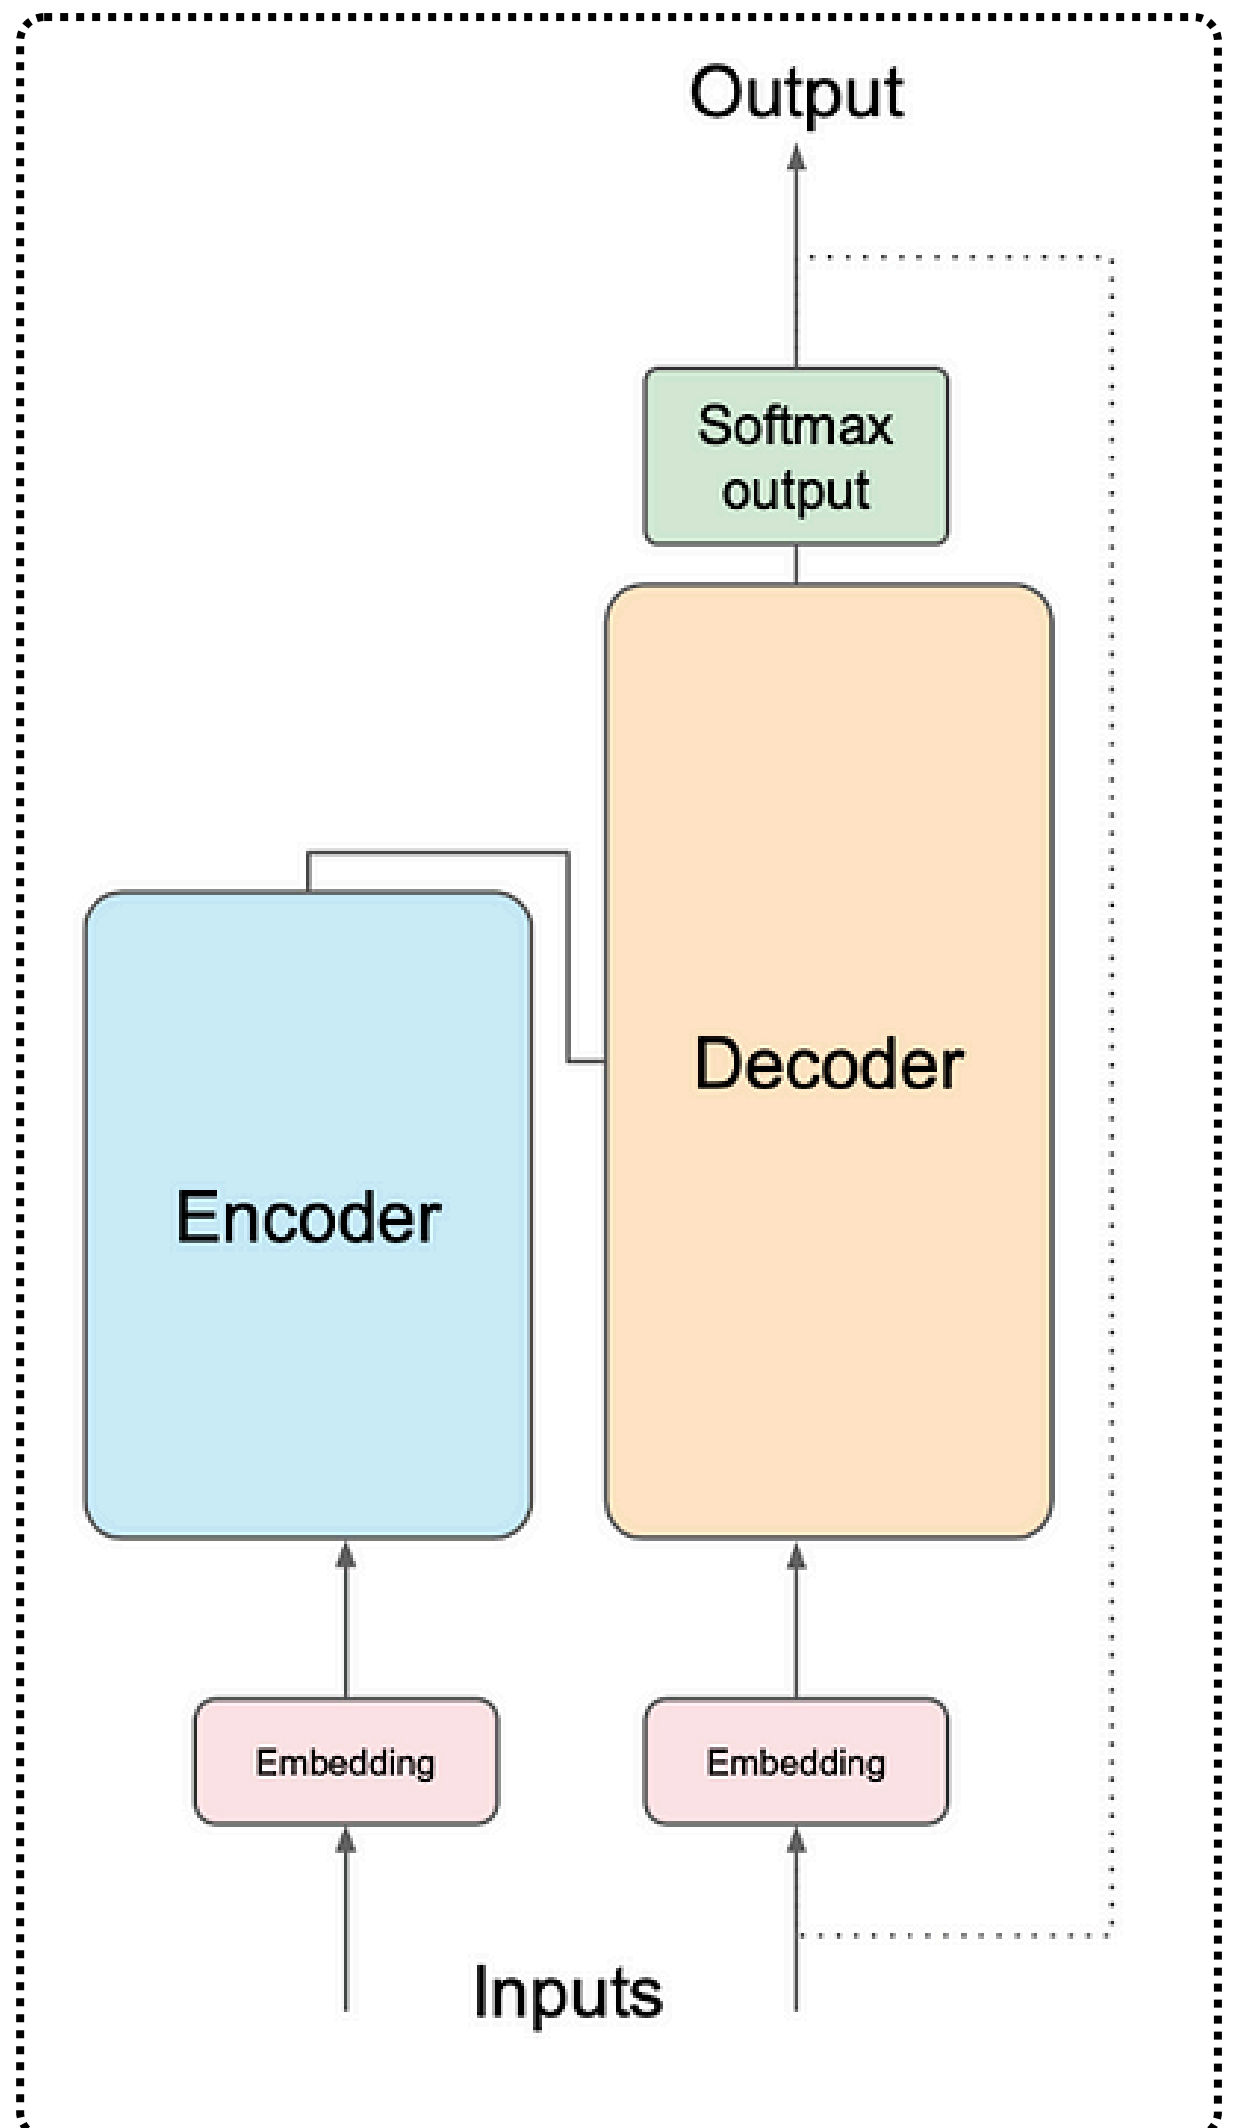 Output
Softmax
output
Decoder
Encoder
Embedding
Embedding
Inputs